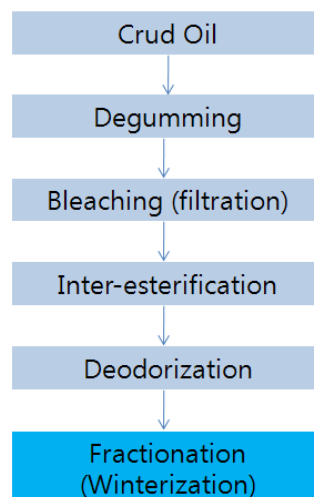 Crud Oil
Degumming
Bleaching (filtration)
Inter-esterification
Deodorization
Fractionation
(Winterization)